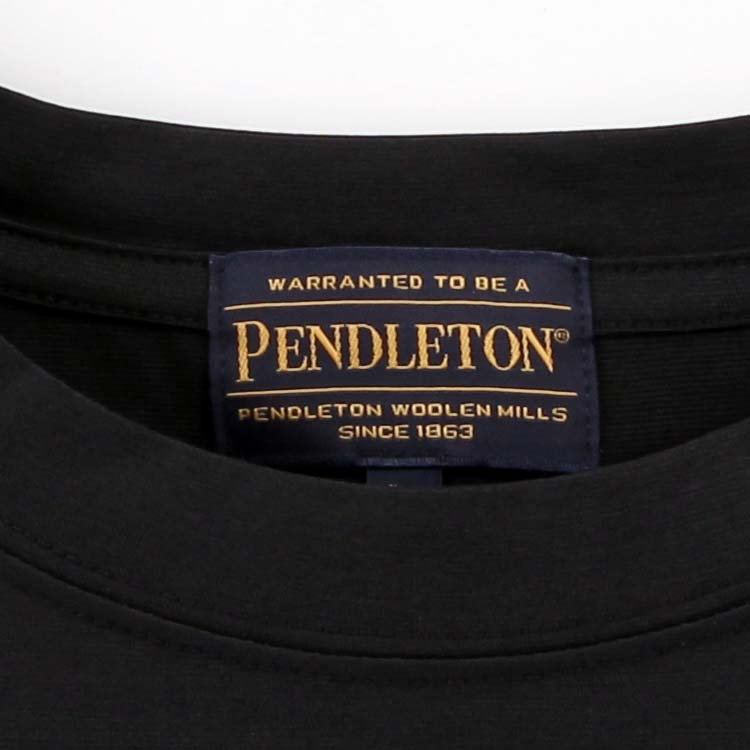 WARRANTED TO BE A
PENDLETON®
PENDLETON WOOLEN MILLS
SINCE 1863